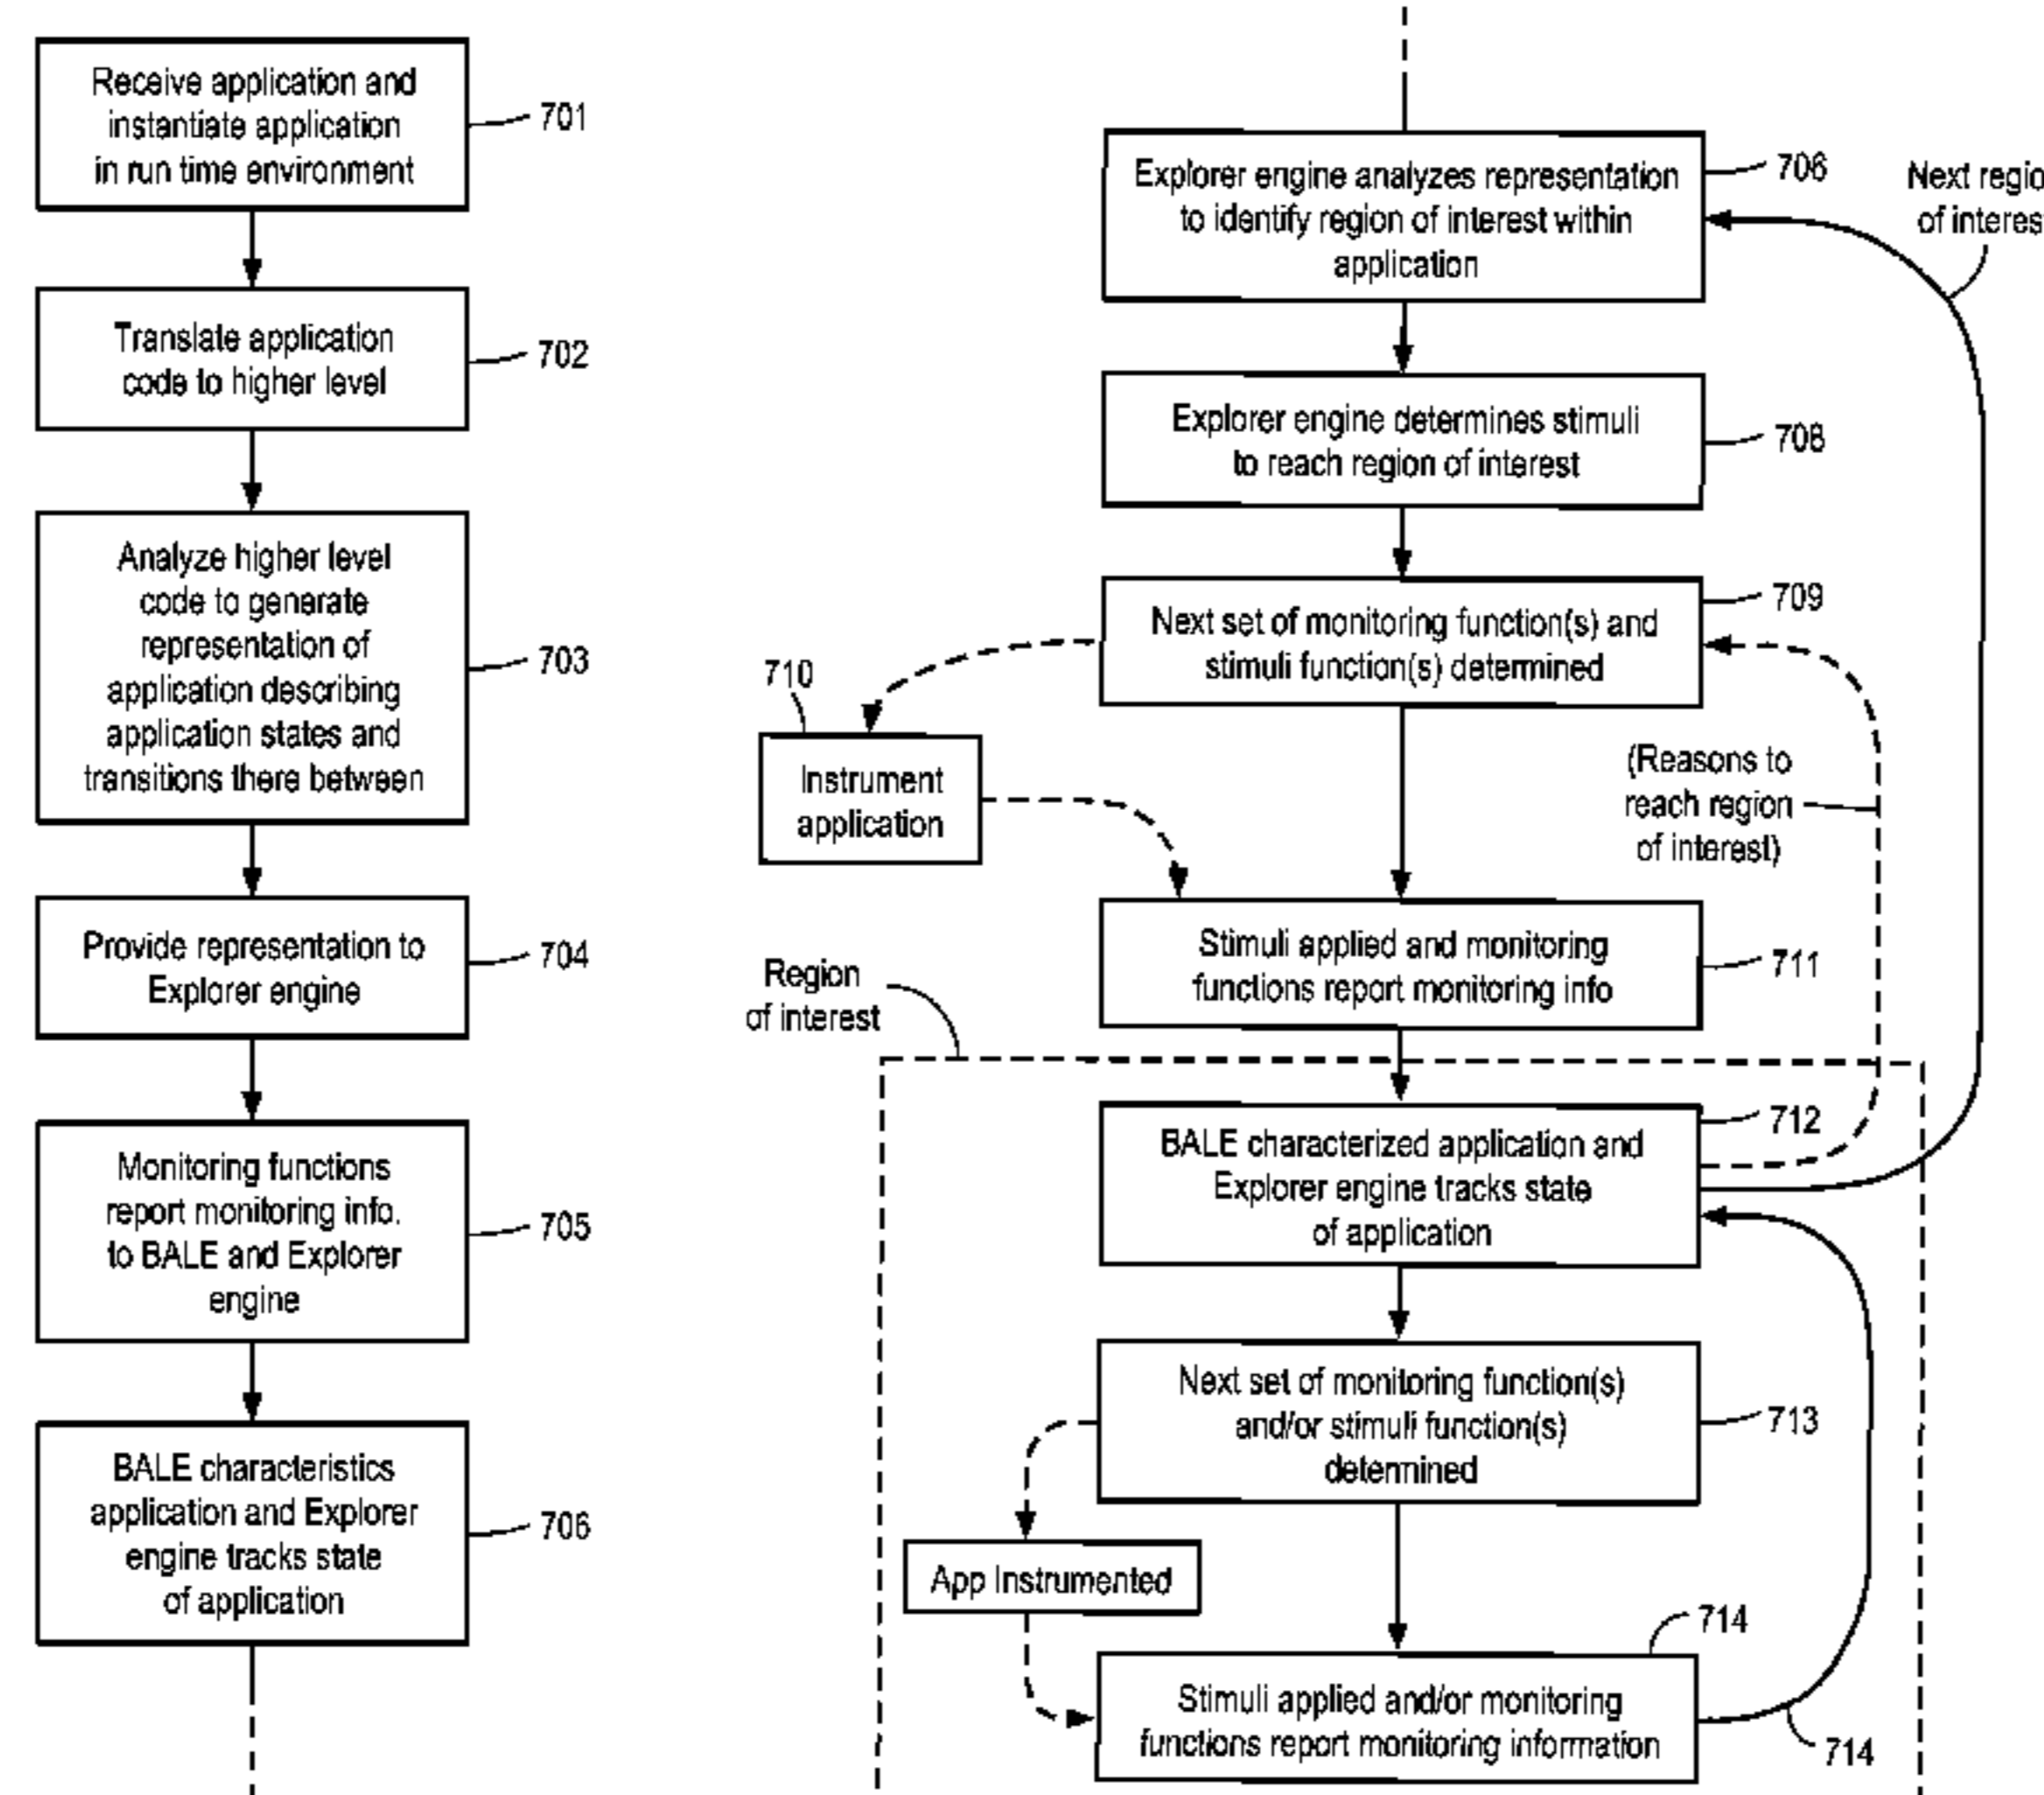 Receive application and
instantiate application
in run time environment
701
Translate application
code to higher level
702
Analyze higher level
code to generate
representation of
application describing
application states and
transitions there between
703
Provide representation to
Explorer engine
704
Monitoring functions
report monitoring info.
to BALE and Explorer
engine
705
BALE characteristics
application and Explorer
engine tracks state
of application
706
Explorer engine analyzes representation
to identify region of interest within
application
706
Next regio
of interes
Explorer engine determines stimuli
to reach region of interest
708
Next set of monitoring function(s) and
stimuli function(s) determined
709
710
Instrument
application
(Reasons to
reach region
of interest)
Stimuli applied and monitoring
functions report monitoring info
711
Region
of interest
BALE characterized application and
Explorer engine tracks state
of application
712
Next set of monitoring function(s)
and/or stimuli function(s)
determined
713
App Instrumented
714
Stimuli applied and/or monitoring
functions report monitoring information
714